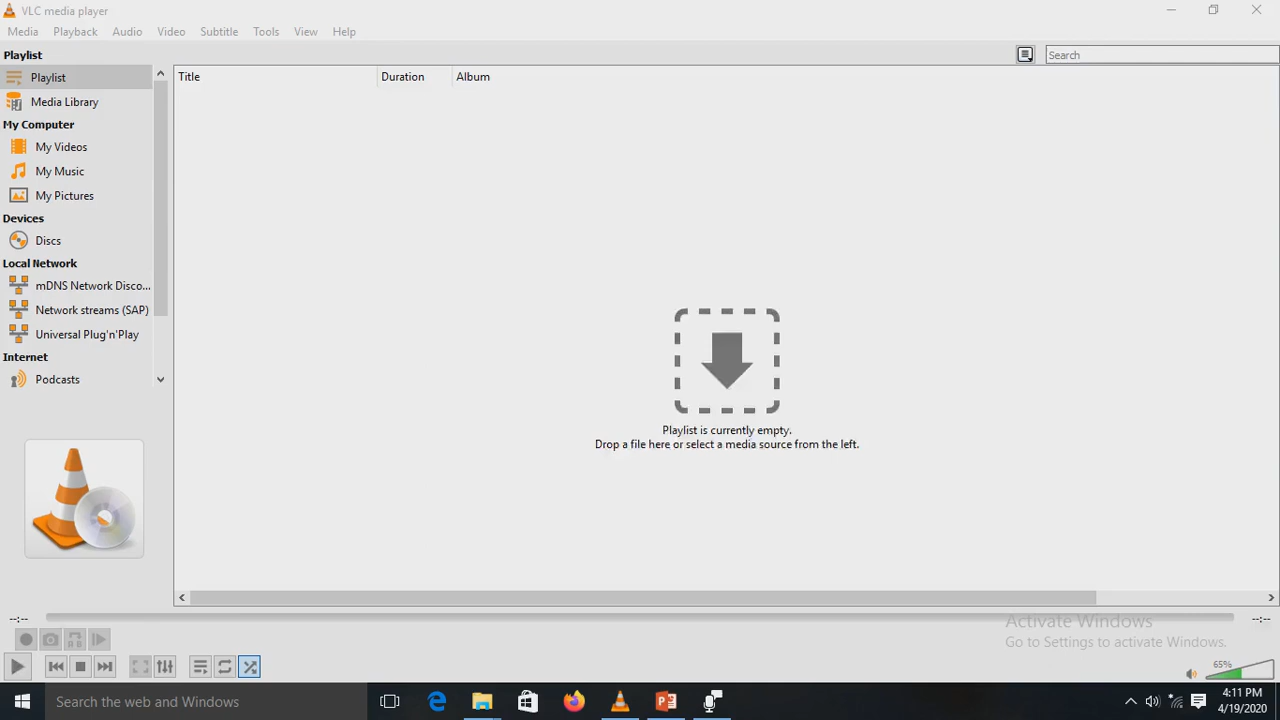 VLC media player
Media Playback Audio Video Subtitle Tools View Help
Playlist
Search
Playlist
Title Duration Album
Media Library
My Computer
My Videos
My Music
My Pictures
Devices
Discs
Local Network
mDNS Network Disco...
Network streams (SAP)
Universal Plug'n'Play
Internet
Podcasts
Playlist is currently empty.
Drop a file here or select a media source from the left.
--:-- --:--
Activate Windows
Go to Settings to activate Windows.
65%
Search the web and Windows
4:11 PM
4/19/2020